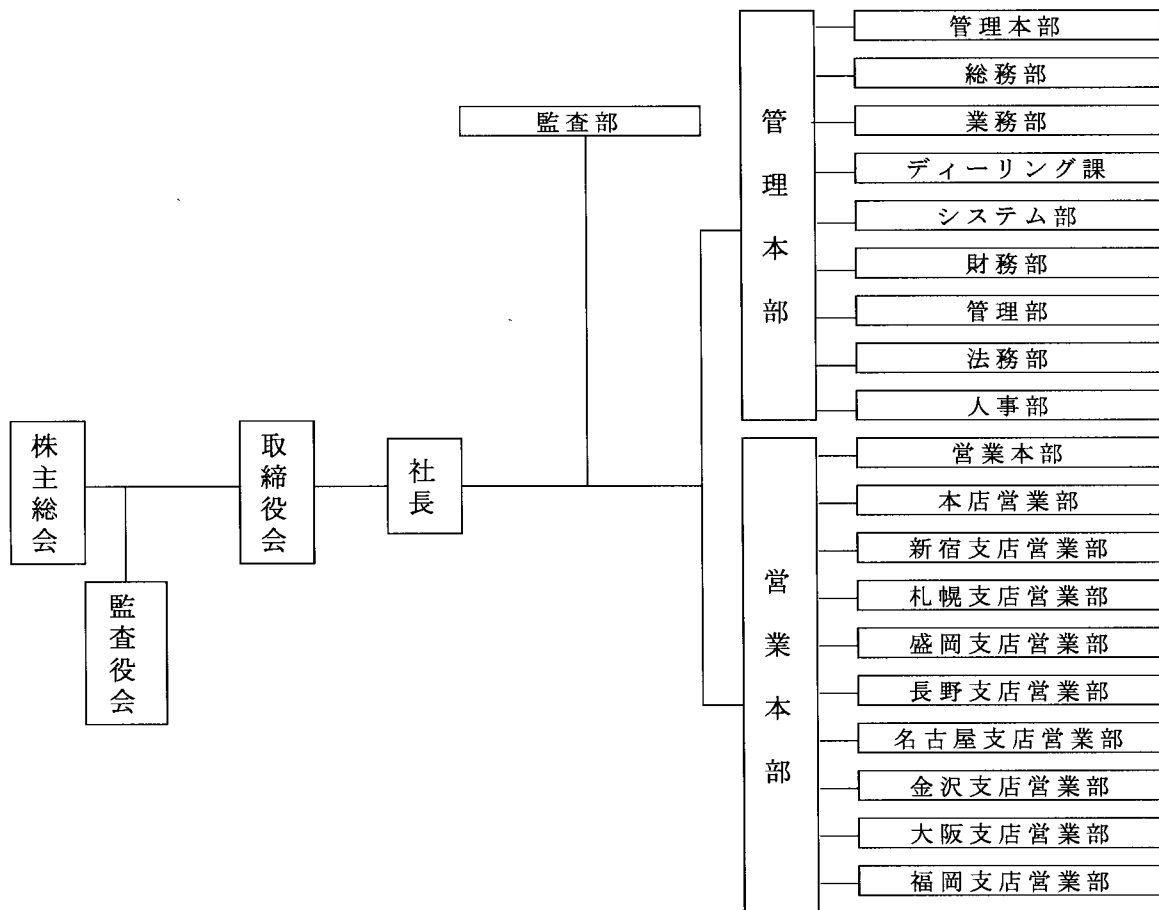 株主総会
監査役会
取締役会
社長
監査部
管理本部
管理本部
総務部
業務部
ディーリング課
システム部
財務部
管理部
法務部
人事部
営業本部
営業本部
本店営業部
新宿支店営業部
札幌支店営業部
盛岡支店営業部
長野支店営業部
名古屋支店営業部
金沢支店営業部
大阪支店営業部
福岡支店営業部